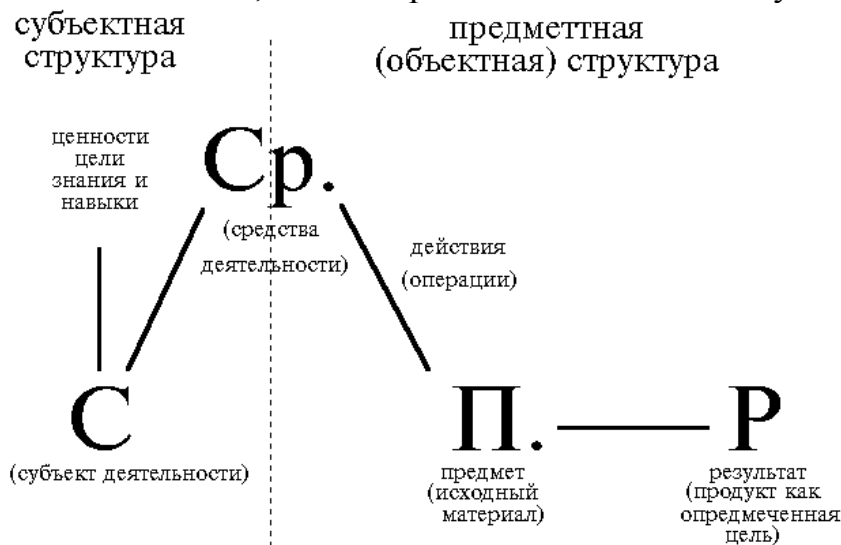 субъектная
структура
предметтная
(объектная) структура
ценности
цели
знания и
навыки
Ср.
(средства
деятельности)
действия
(операции)
С
(субъект деятельности)
П.
предмет
(исходный
материал)
Р
результат
(продукт как
опредмеченная
цель)